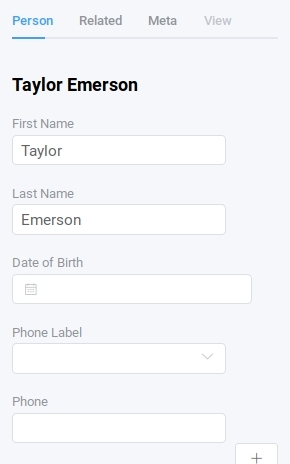 Person Related Meta View
Taylor Emerson
First Name
Taylor
Last Name
Emerson
Date of Birth
Phone Label
Phone